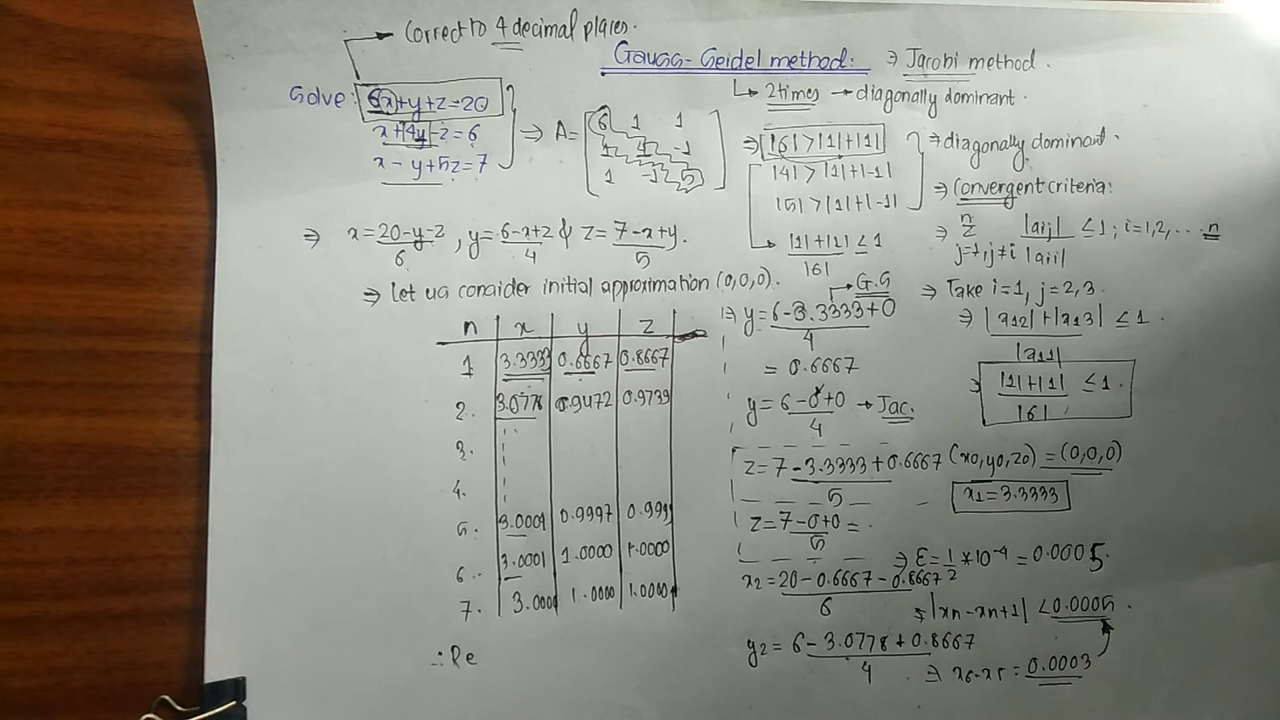 Correct to 4 decimal places.
Gauss-Seidel method: ⇒ Jacobi method.
↳ 2 times → diagonally dominant.
Solve: 6x+y+z=20
x+4y-z=6
x-y+5z=7
⇒ A= [6 1 1
1 4 -1
1 -1 5]
⇒ |6| > |1|+|1|
|4| > |1|+|-1|
|5| > |1|+|-1|
↳ |1|+|1| / |6| ≤ 1
⇒ diagonally dominant.
⇒ Convergent criteria:
⇒ n Σ j=1, j≠i |aij| / |aii| ≤ 1 ; i=1,2,...n
⇒ x=20-y-z / 6 , y=6-x+z / 4 & z=7-x+y / 5 .
⇒ let us consider initial approximation (0,0,0).
n x y z
1 3.3333 0.6667 0.8667
2. 3.0778 0.9472 0.9739
3.
4.
5. 3.0004 0.9997 0.999
6. 3.0001 1.0000 1.0000
7. 3.000 1.0000 1.0000
∴ Re
→ G.S
⇒ y=6-3.3333+0 / 4
= 0.6667
y=6-0+0 / 4 → Jac.
z=7-3.3333+0.6667 / 5
z=7-0+0 / 5 = .
x2=20-0.6667-0.8667 / 6
y2=6-3.0778+0.8667 / 4
⇒ Take i=1, j=2,3.
⇒ |a12|+|a13| / |a11| ≤ 1.
⇒ |1|+|1| / |6| ≤ 1.
(x0,y0,z0)=(0,0,0)
x1=3.3333
⇒ Ɛ=1/2 *10-4 = 0.0005.
⇒ |xn-xn+1| < 0.0005.
⇒ x6-x5 = 0.0003